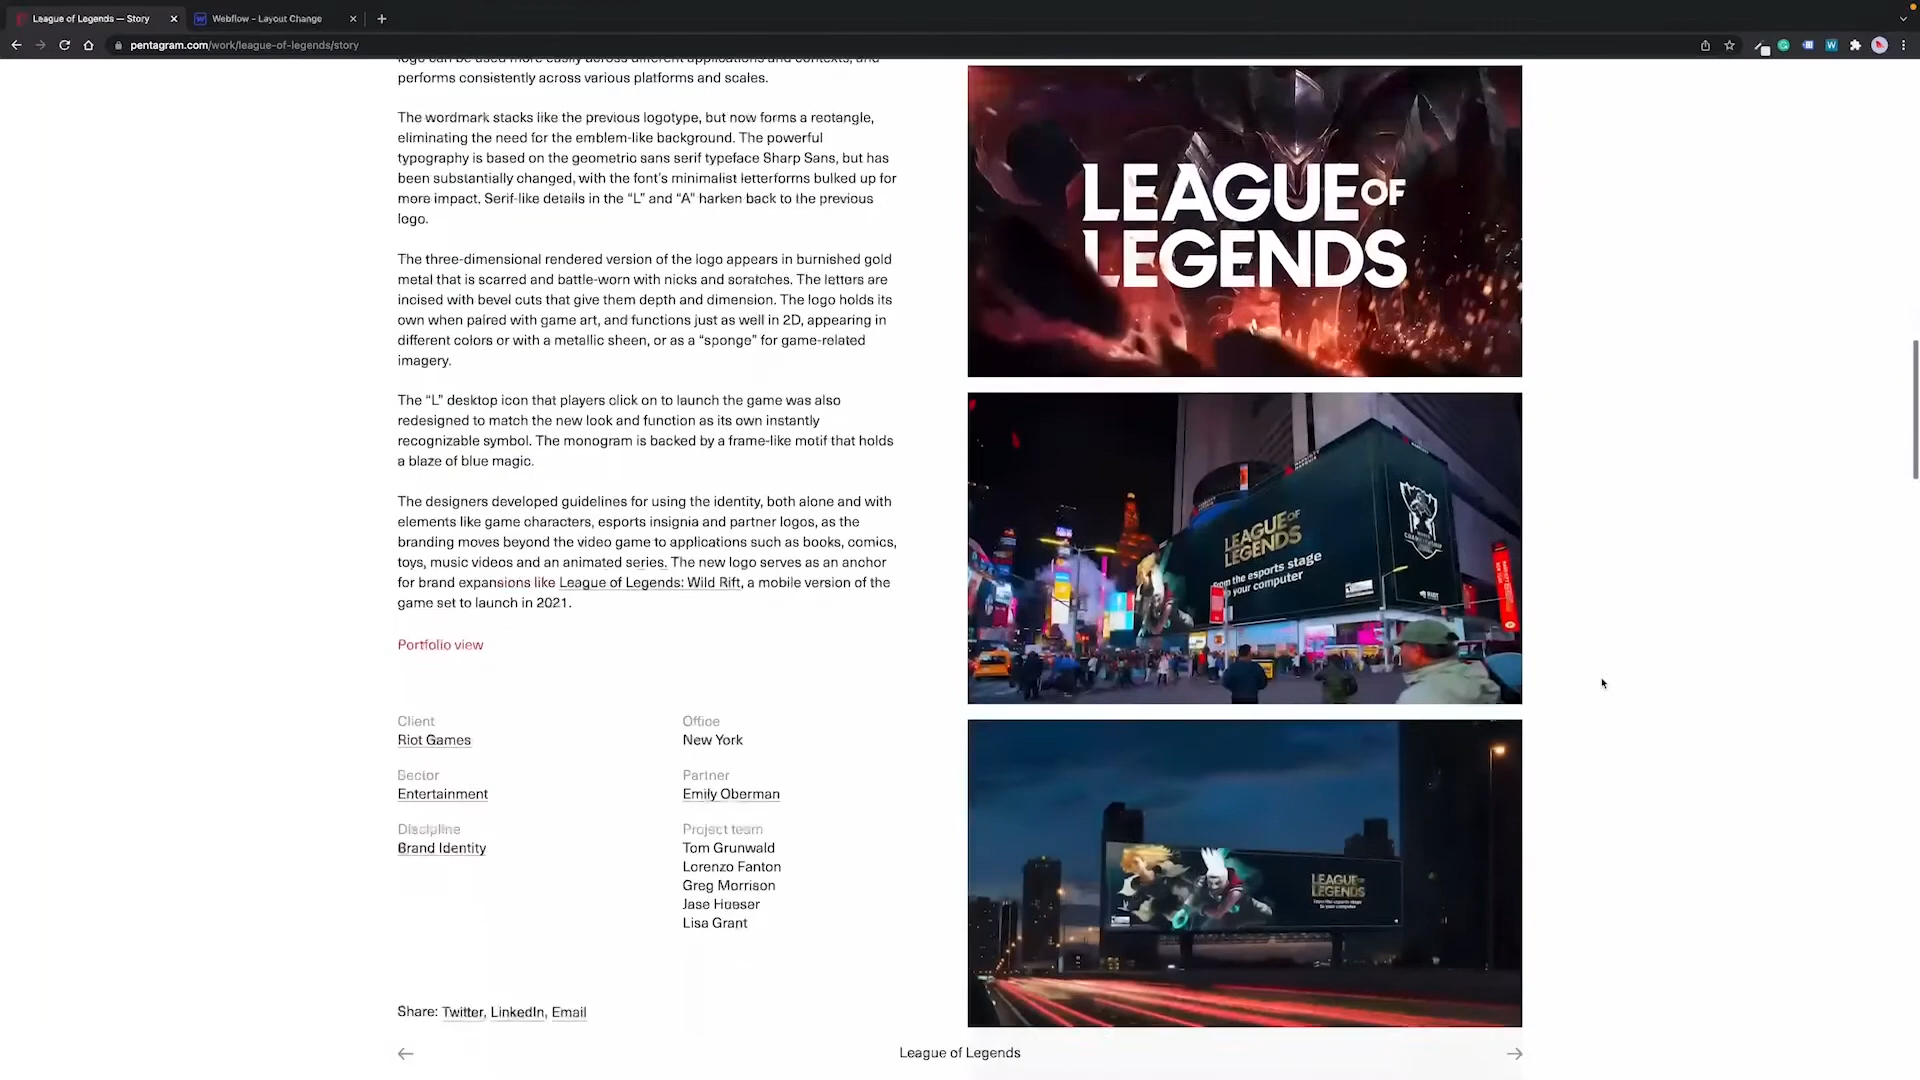 League of Legends — Story
Webflow - Layout Change
pentagram.com/work/league-of-legends/story
logo can be used more easily across different applications and contexts, and
performs consistently across various platforms and scales.
The wordmark stacks like the previous logotype, but now forms a rectangle,
eliminating the need for the emblem-like background. The powerful
typography is based on the geometric sans serif typeface Sharp Sans, but has
been substantially changed, with the font’s minimalist letterforms bulked up for
more impact. Serif-like details in the “L” and “A” harken back to the previous
logo.
The three-dimensional rendered version of the logo appears in burnished gold
metal that is scarred and battle-worn with nicks and scratches. The letters are
incised with bevel cuts that give them depth and dimension. The logo holds its
own when paired with game art, and functions just as well in 2D, appearing in
different colors or with a metallic sheen, or as a “sponge” for game-related
imagery.
The “L” desktop icon that players click on to launch the game was also
redesigned to match the new look and function as its own instantly
recognizable symbol. The monogram is backed by a frame-like motif that holds
a blaze of blue magic.
The designers developed guidelines for using the identity, both alone and with
elements like game characters, esports insignia and partner logos, as the
branding moves beyond the video game to applications such as books, comics,
toys, music videos and an animated series. The new logo serves as an anchor
for brand expansions like League of Legends: Wild Rift, a mobile version of the
game set to launch in 2021.
Portfolio view
Client
Riot Games
Sector
Entertainment
Discipline
Brand Identity
Office
New York
Partner
Emily Oberman
Project team
Tom Grunwald
Lorenzo Fanton
Greg Morrison
Jase Hueser
Lisa Grant
Share: Twitter, LinkedIn, Email
LEAGUE OF
LEGENDS
LEAGUE OF
LEGENDS
From the esports stage
to your computer
LEAGUE OF
LEGENDS
From the esports stage
to your computer
League of Legends